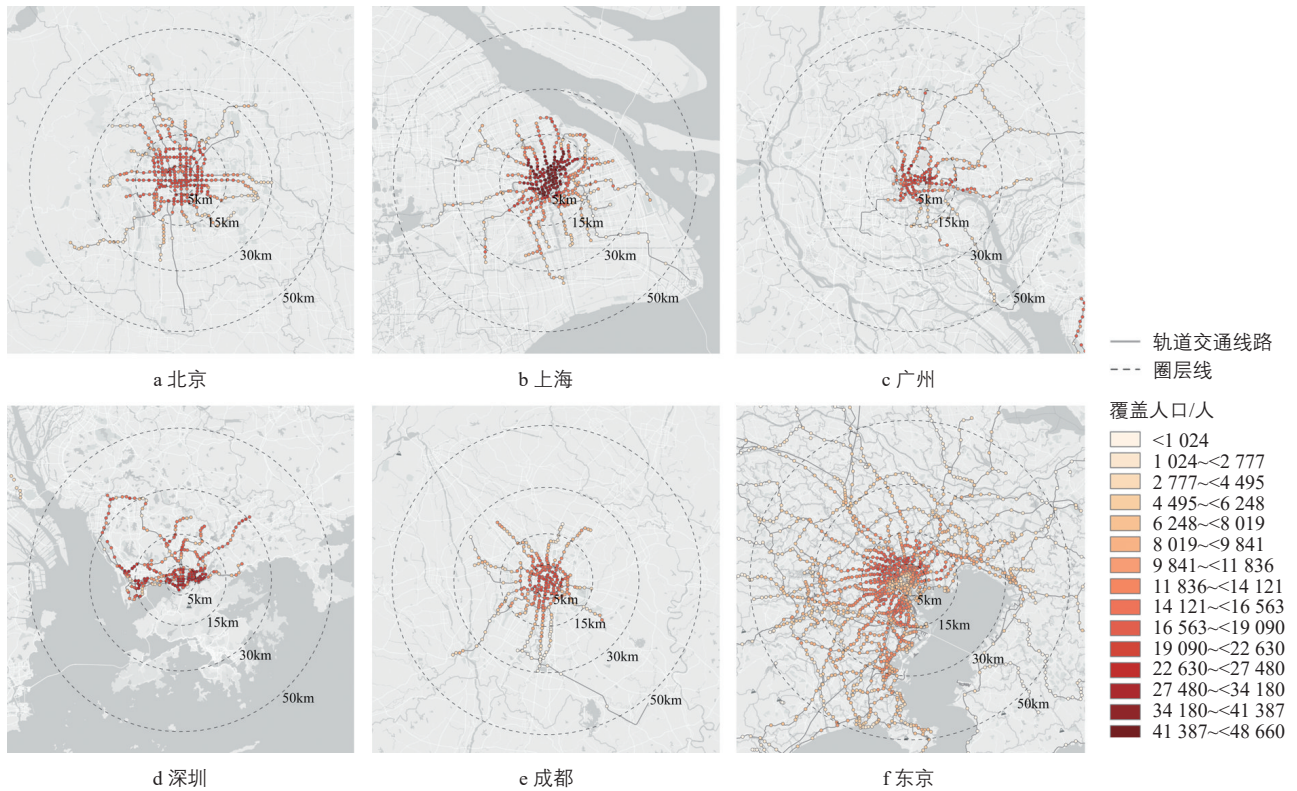 5km
15km
30km
50km
a 北京
5km
15km
30km
50km
b 上海
5km
15km
30km
50km
c 广州
5km
15km
30km
50km
d 深圳
5km
15km
30km
50km
e 成都
5km
15km
30km
50km
f 东京
轨道交通线路
圈层线
覆盖人口/人
<1 024
1 024~<2 777
2 777~<4 495
4 495~<6 248
6 248~<8 019
8 019~<9 841
9 841~<11 836
11 836~<14 121
14 121~<16 563
16 563~<19 090
19 090~<22 630
22 630~<27 480
27 480~<34 180
34 180~<41 387
41 387~<48 660